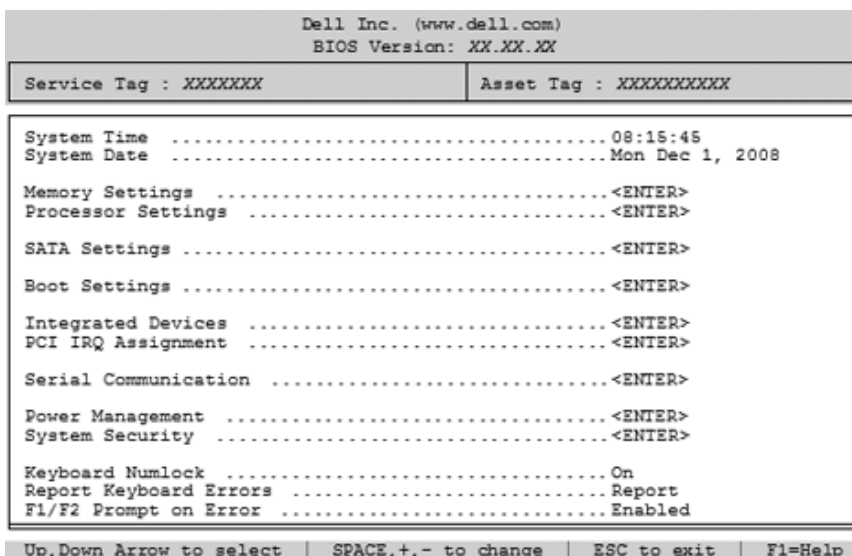 Dell Inc. (www.dell.com)
BIOS Version: XX.XX.XX
Service Tag : XXXXXXX
Asset Tag : XXXXXXXXXX
System Time ........................................ 08:15:45
System Date ........................................ Mon Dec 1, 2008
Memory Settings .................................... <ENTER>
Processor Settings ................................. <ENTER>
SATA Settings ....................................... <ENTER>
Boot Settings ....................................... <ENTER>
Integrated Devices ................................. <ENTER>
PCI IRQ Assignment ................................. <ENTER>
Serial Communication ............................... <ENTER>
Power Management ................................... <ENTER>
System Security .................................... <ENTER>
Keyboard Numlock ................................... On
Report Keyboard Errors ............................. Report
F1/F2 Prompt on Error .............................. Enabled
Up,Down Arrow to select | SPACE,+,- to change | ESC to exit | F1=Help